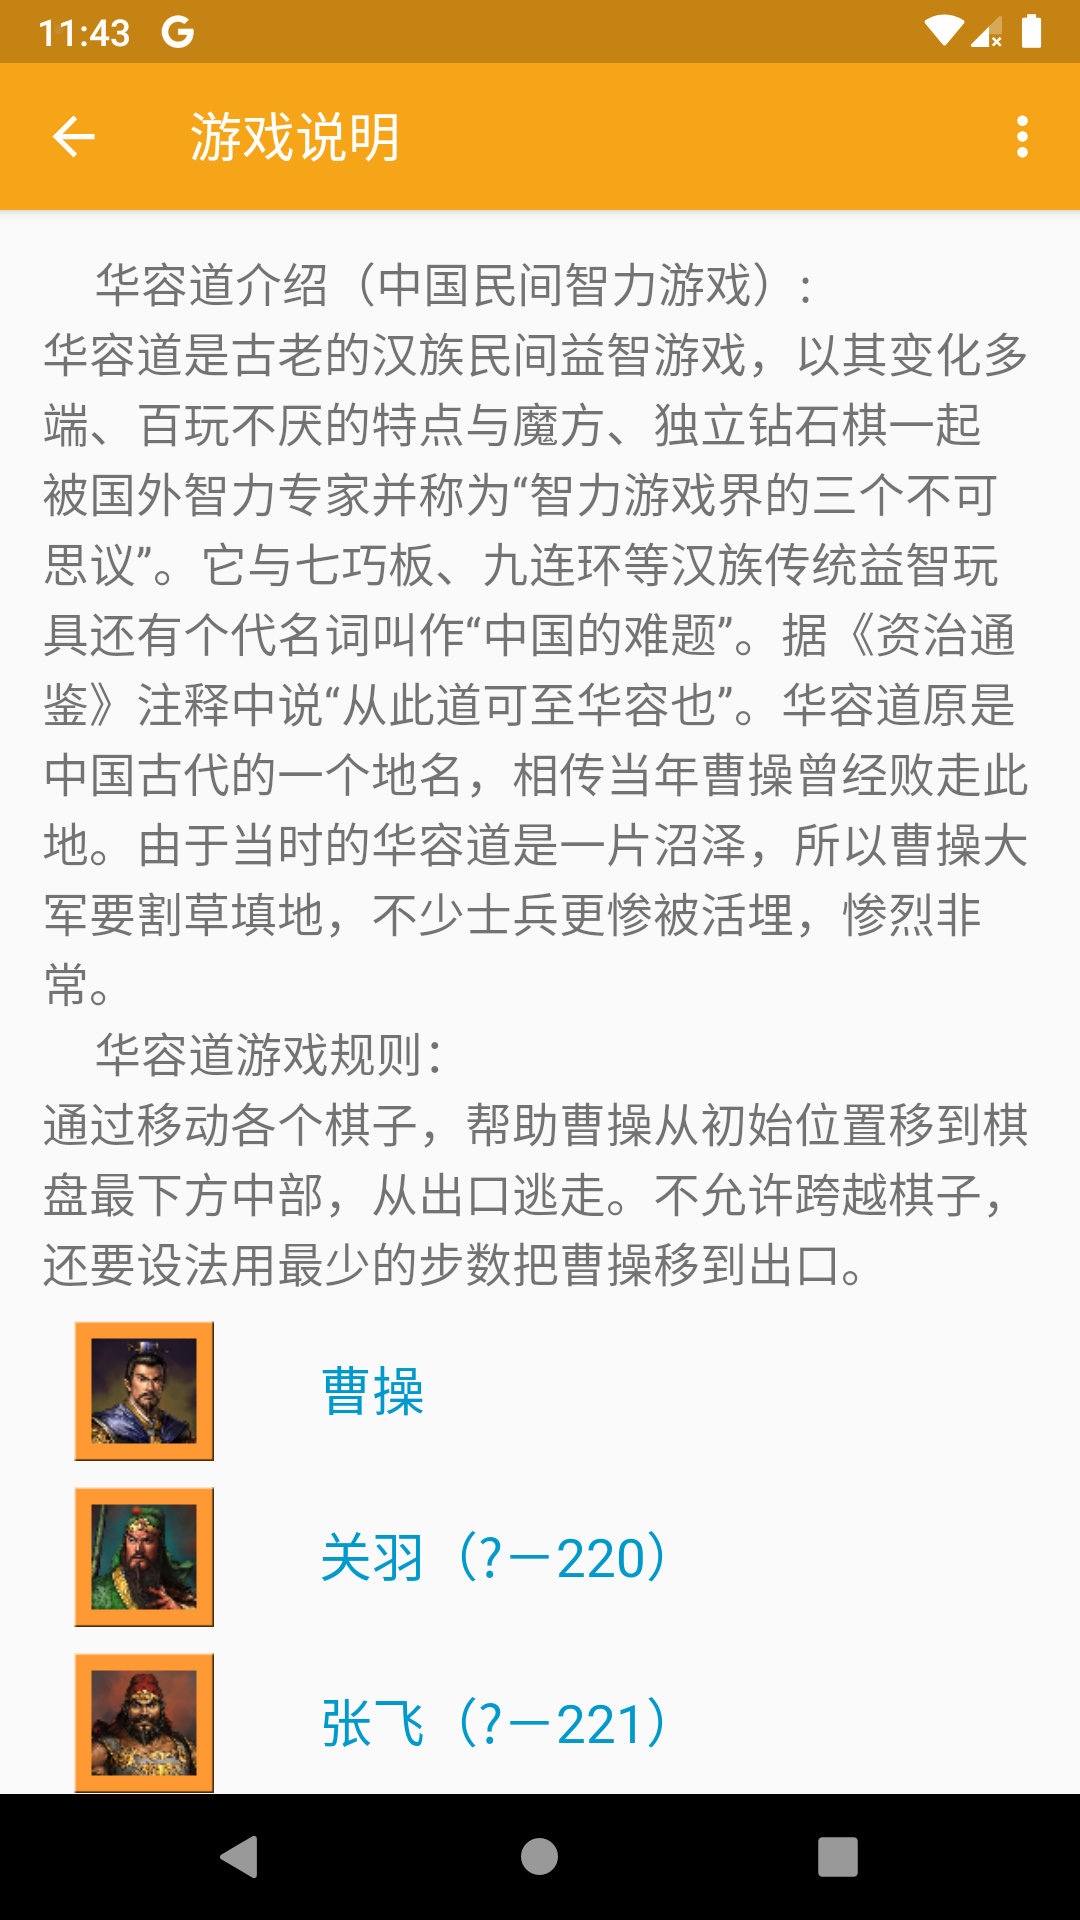 11:43
游戏说明
华容道介绍（中国民间智力游戏）:
华容道是古老的汉族民间益智游戏，以其变化多
端、百玩不厌的特点与魔方、独立钻石棋一起
被国外智力专家并称为“智力游戏界的三个不可
思议”。它与七巧板、九连环等汉族传统益智玩
具还有个代名词叫作“中国的难题”。据《资治通
鉴》注释中说“从此道可至华容也”。华容道原是
中国古代的一个地名，相传当年曹操曾经败走此
地。由于当时的华容道是一片沼泽，所以曹操大
军要割草填地，不少士兵更惨被活埋，惨烈非
常。
华容道游戏规则：
通过移动各个棋子，帮助曹操从初始位置移到棋
盘最下方中部，从出口逃走。不允许跨越棋子，
还要设法用最少的步数把曹操移到出口。
曹操
关羽（?－220）
张飞（?－221）